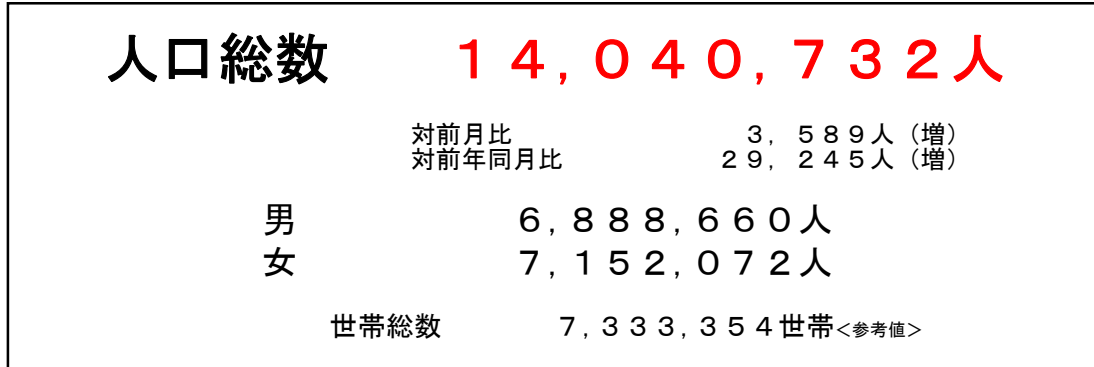 人口総数 １４，０４０，７３２人
対前月比 ３，５８９人（増）
対前年同月比 ２９，２４５人（増）
男 ６，８８８，６６０人
女 ７，１５２，０７２人
世帯総数 ７，３３３，３５４世帯＜参考値＞